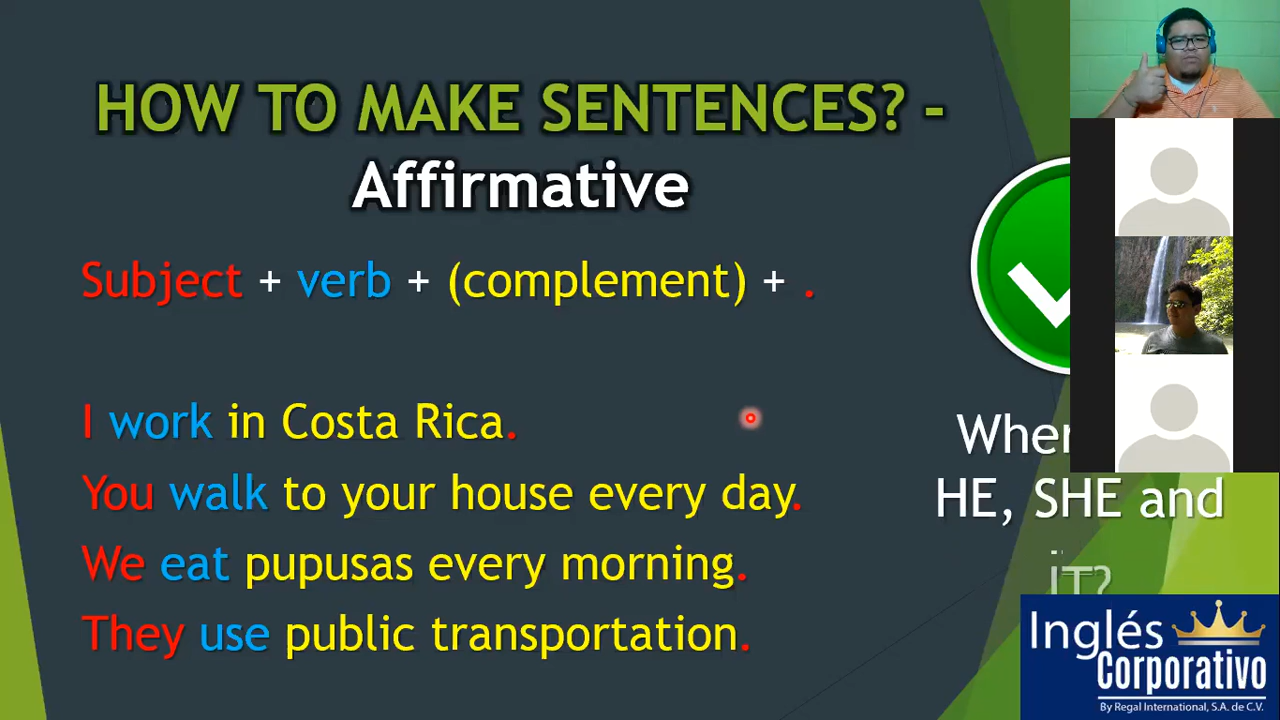 HOW TO MAKE SENTENCES? -
Affirmative
Subject + verb + (complement) + .
I work in Costa Rica.
You walk to your house every day.
We eat pupusas every morning.
They use public transportation.
HE, SHE and
IT?
Inglés
Corporativo
By Regal International, S.A. de C.V.